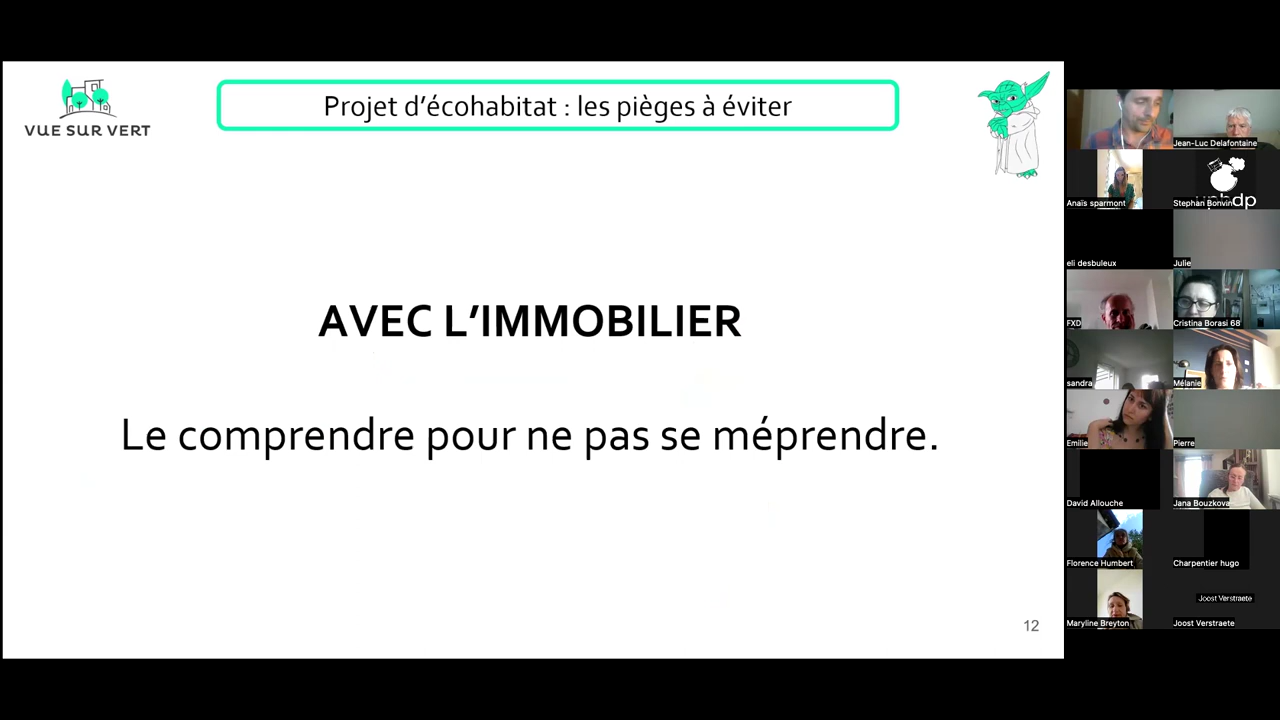 VUE SUR VERT
Projet d'écohabitat : les pièges à éviter
AVEC L'IMMOBILIER
Le comprendre pour ne pas se méprendre.
12
Jean-Luc Delafontaine
Anaïs sparmont
Stephan Bonvin
eli desbuleux
Julie
FXD
Cristina Borasi 68
sandra
Mélanie
Emilie
Pierre
David Allouche
Jana Bouzkova
Florence Humbert
Charpentier hugo
Joost Verstraete
Maryline Breyton
Joost Verstraete